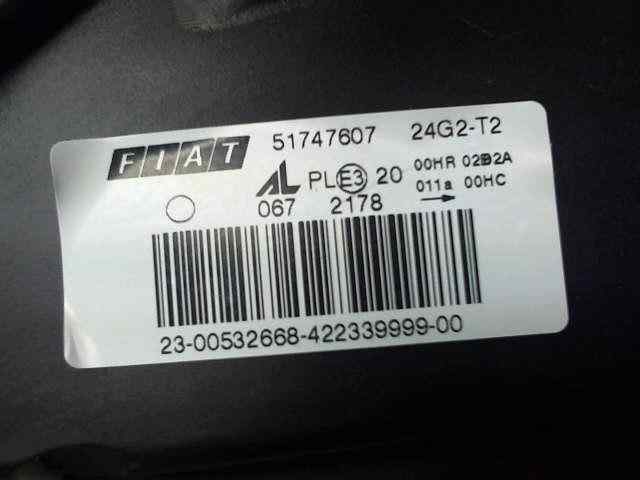 FIAT 51747607 24G2-T2
AL PL E3 20 00HR 02B2A
011a 00HC
067 2178
23-00532668-422339999-00